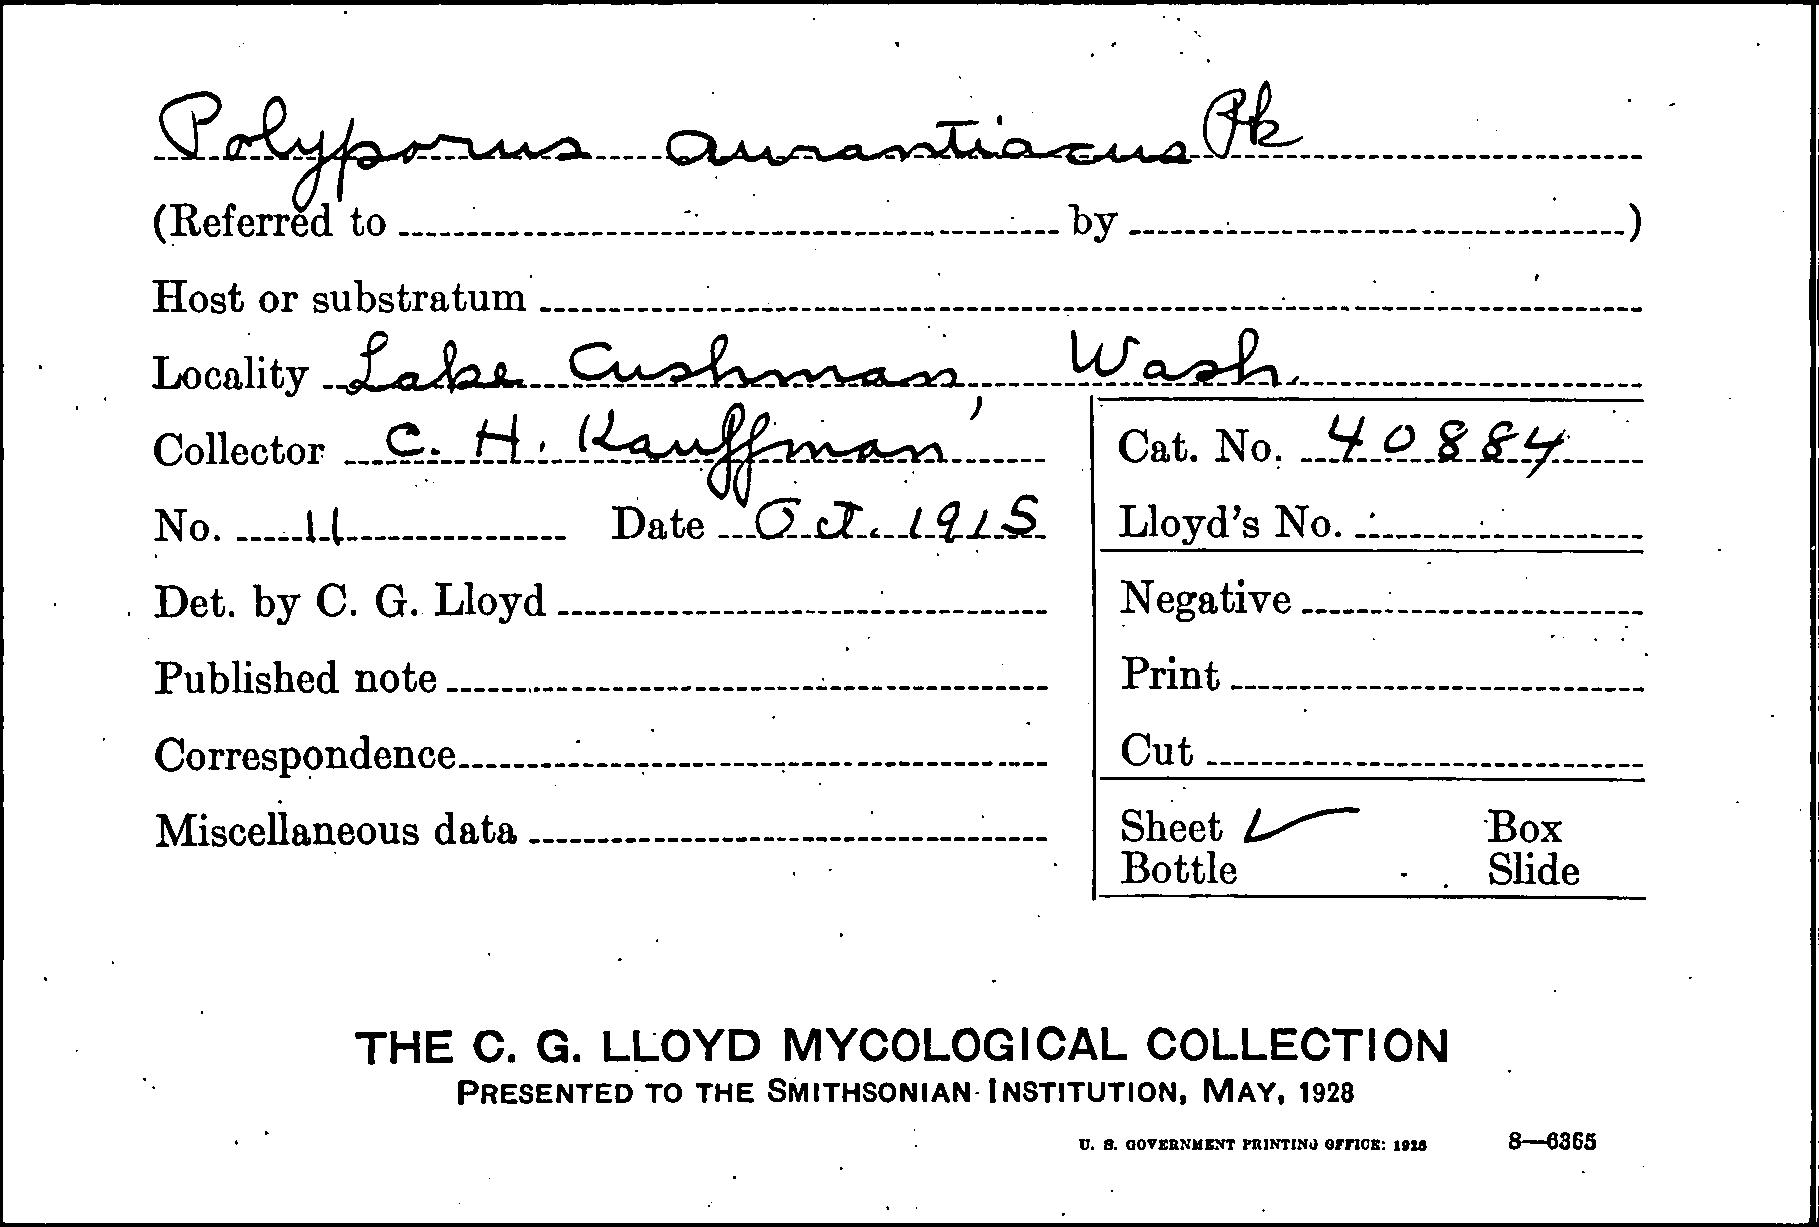 Polyporus aurantiacus Pk
(Referred to by )
Host or substratum
Locality Lake Cushman, Wash.
Collector C. H. Kauffman
Cat. No. 40884
No. 11 Date Oct. 1915
Lloyd's No.
Det. by C. G. Lloyd
Negative
Published note
Print
Correspondence
Cut
Miscellaneous data
Sheet ✓ Box
Bottle Slide
THE C. G. LLOYD MYCOLOGICAL COLLECTION
PRESENTED TO THE SMITHSONIAN INSTITUTION, MAY, 1928
U. S. GOVERNMENT PRINTING OFFICE: 1928 8—6365